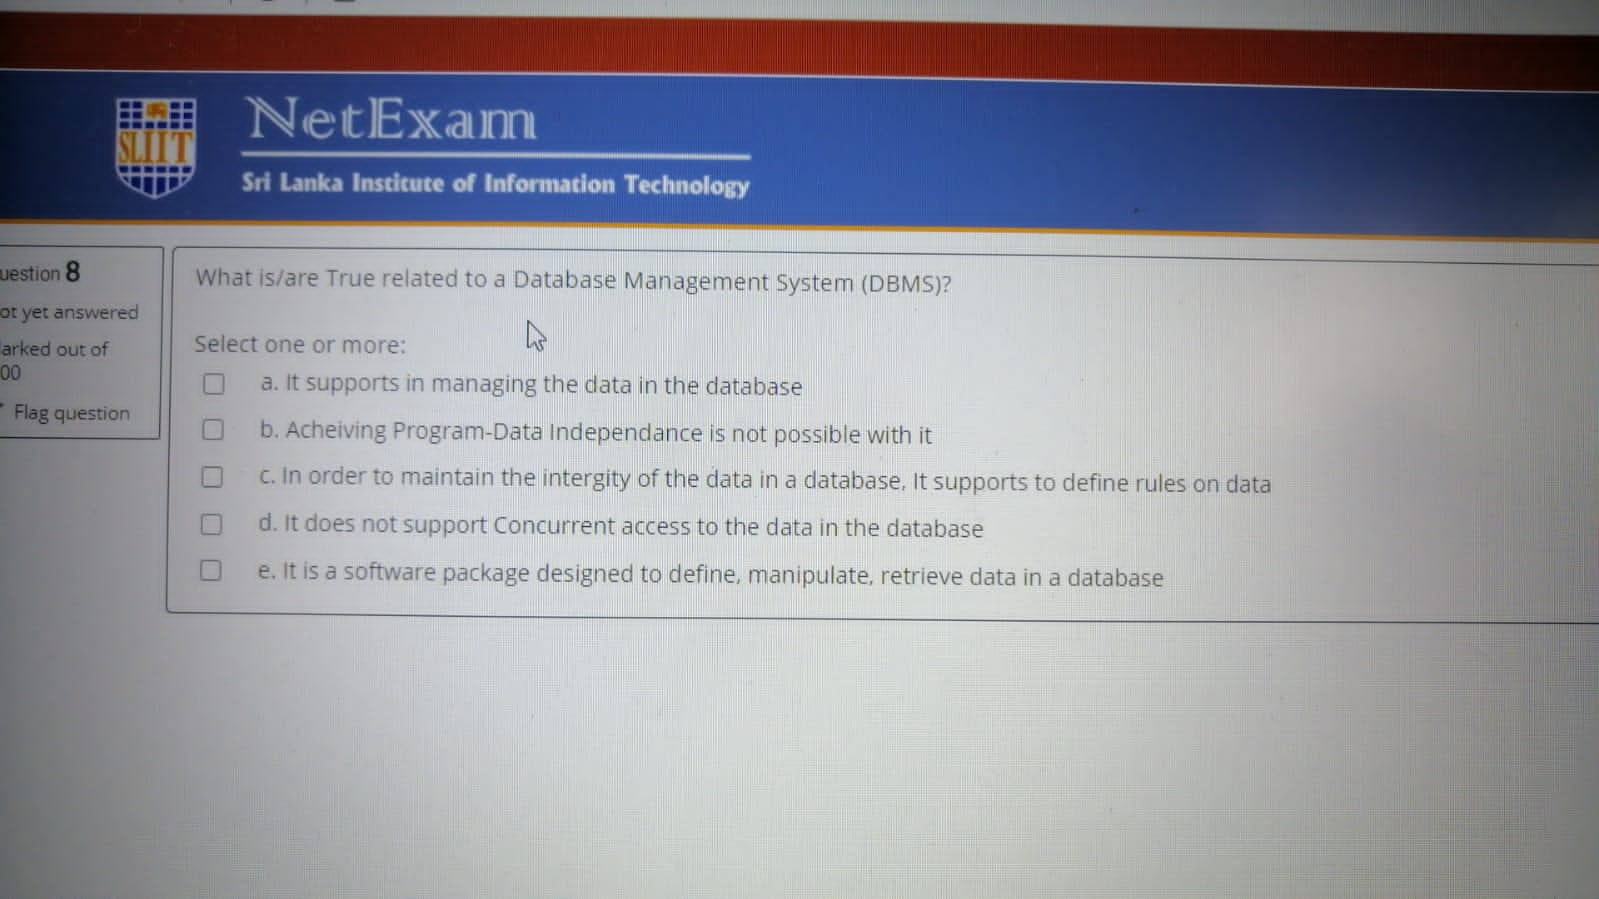 SLIIT
NetExam
Sri Lanka Institute of Information Technology
uestion 8
ot yet answered
arked out of
00
Flag question
What is/are True related to a Database Management System (DBMS)?
Select one or more:
a. It supports in managing the data in the database
b. Acheiving Program-Data Independance is not possible with it
c. In order to maintain the intergity of the data in a database, It supports to define rules on data
d. It does not support Concurrent access to the data in the database
e. It is a software package designed to define, manipulate, retrieve data in a database